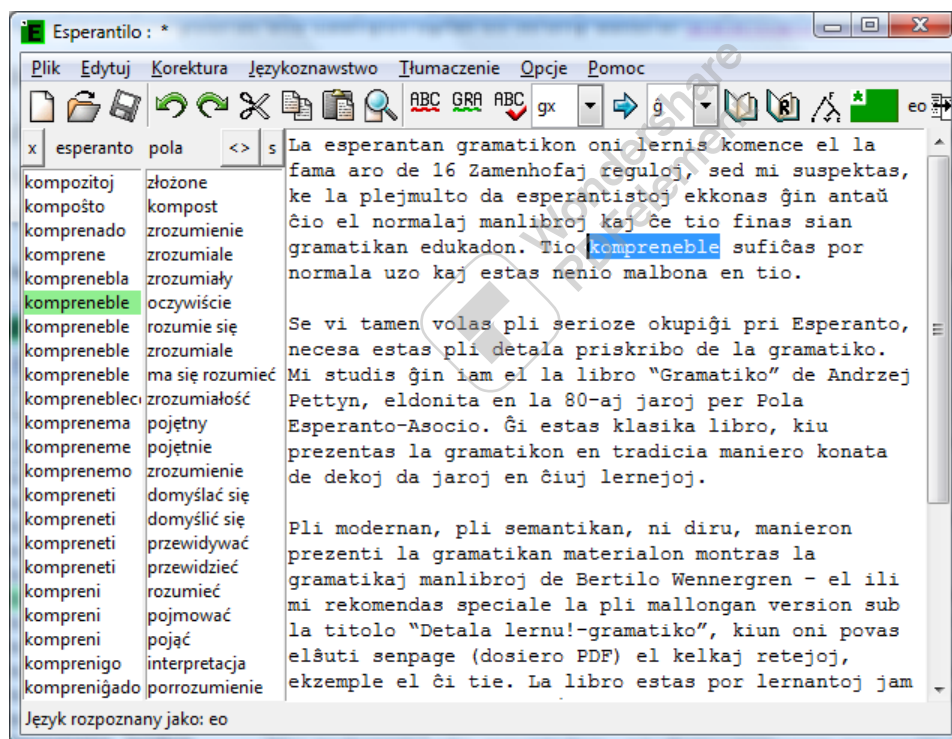 Esperantilo : *
Plik Edytuj Korektura Językoznawstwo Tłumaczenie Opcje Pomoc
ABC GRA ABC gx ĝ R * eo
x esperanto pola <> s
kompozitoj złożone
kompoŝto kompost
komprenado zrozumienie
komprene zrozumiale
komprenebla zrozumiały
kompreneble oczywiście
kompreneble rozumie się
kompreneble zrozumiale
kompreneble ma się rozumieć
kompreneblec zrozumiałość
komprenema pojętny
kompreneme pojętnie
komprenemo zrozumienie
kompreneti domyślać się
kompreneti domyślić się
kompreneti przewidywać
kompreneti przewidzieć
kompreni rozumieć
kompreni pojmować
kompreni pojąć
komprenigo interpretacja
kompreniĝado porrozumienie
La esperantan gramatikon oni lernis komence el la
fama aro de 16 Zamenhofaj reguloj, sed mi suspektas,
ke la plejmulto da esperantistoj ekkonas ĝin antaŭ
ĉio el normalaj manlibroj kaj ĉe tio finas sian
gramatikan edukadon. Tio kompreneble sufiĉas por
normala uzo kaj estas nenio malbona en tio.
Se vi tamen volas pli serioze okupiĝi pri Esperanto,
necesa estas pli detala priskribo de la gramatiko.
Mi studis ĝin iam el la libro “Gramatiko” de Andrzej
Pettyn, eldonita en la 80-aj jaroj per Pola
Esperanto-Asocio. Ĝi estas klasika libro, kiu
prezentas la gramatikon en tradicia maniero konata
de dekoj da jaroj en ĉiuj lernejoj.
Pli modernan, pli semantikan, ni diru, manieron
prezenti la gramatikan materialon montras la
gramatikaj manlibroj de Bertilo Wennergren – el ili
mi rekomendas speciale la pli mallongan version sub
la titolo “Detala lernu!-gramatiko”, kiun oni povas
elŝuti senpage (dosiero PDF) el kelkaj retejoj,
ekzemple el ĉi tie. La libro estas por lernantoj jam
Język rozpoznany jako: eo
Wondershare
PDFelement